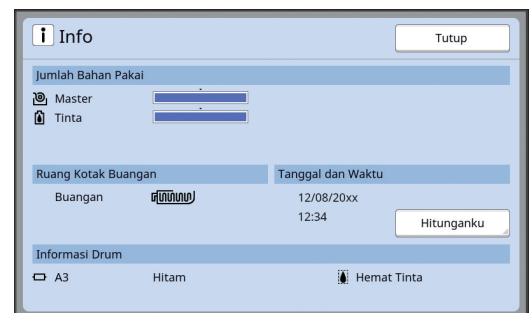 i Info
Tutup
Jumlah Bahan Pakai
Master
Tinta
Ruang Kotak Buangan
Buangan
Tanggal dan Waktu
12/08/20xx
12:34
Hitunganku
Informasi Drum
A3 Hitam Hemat Tinta